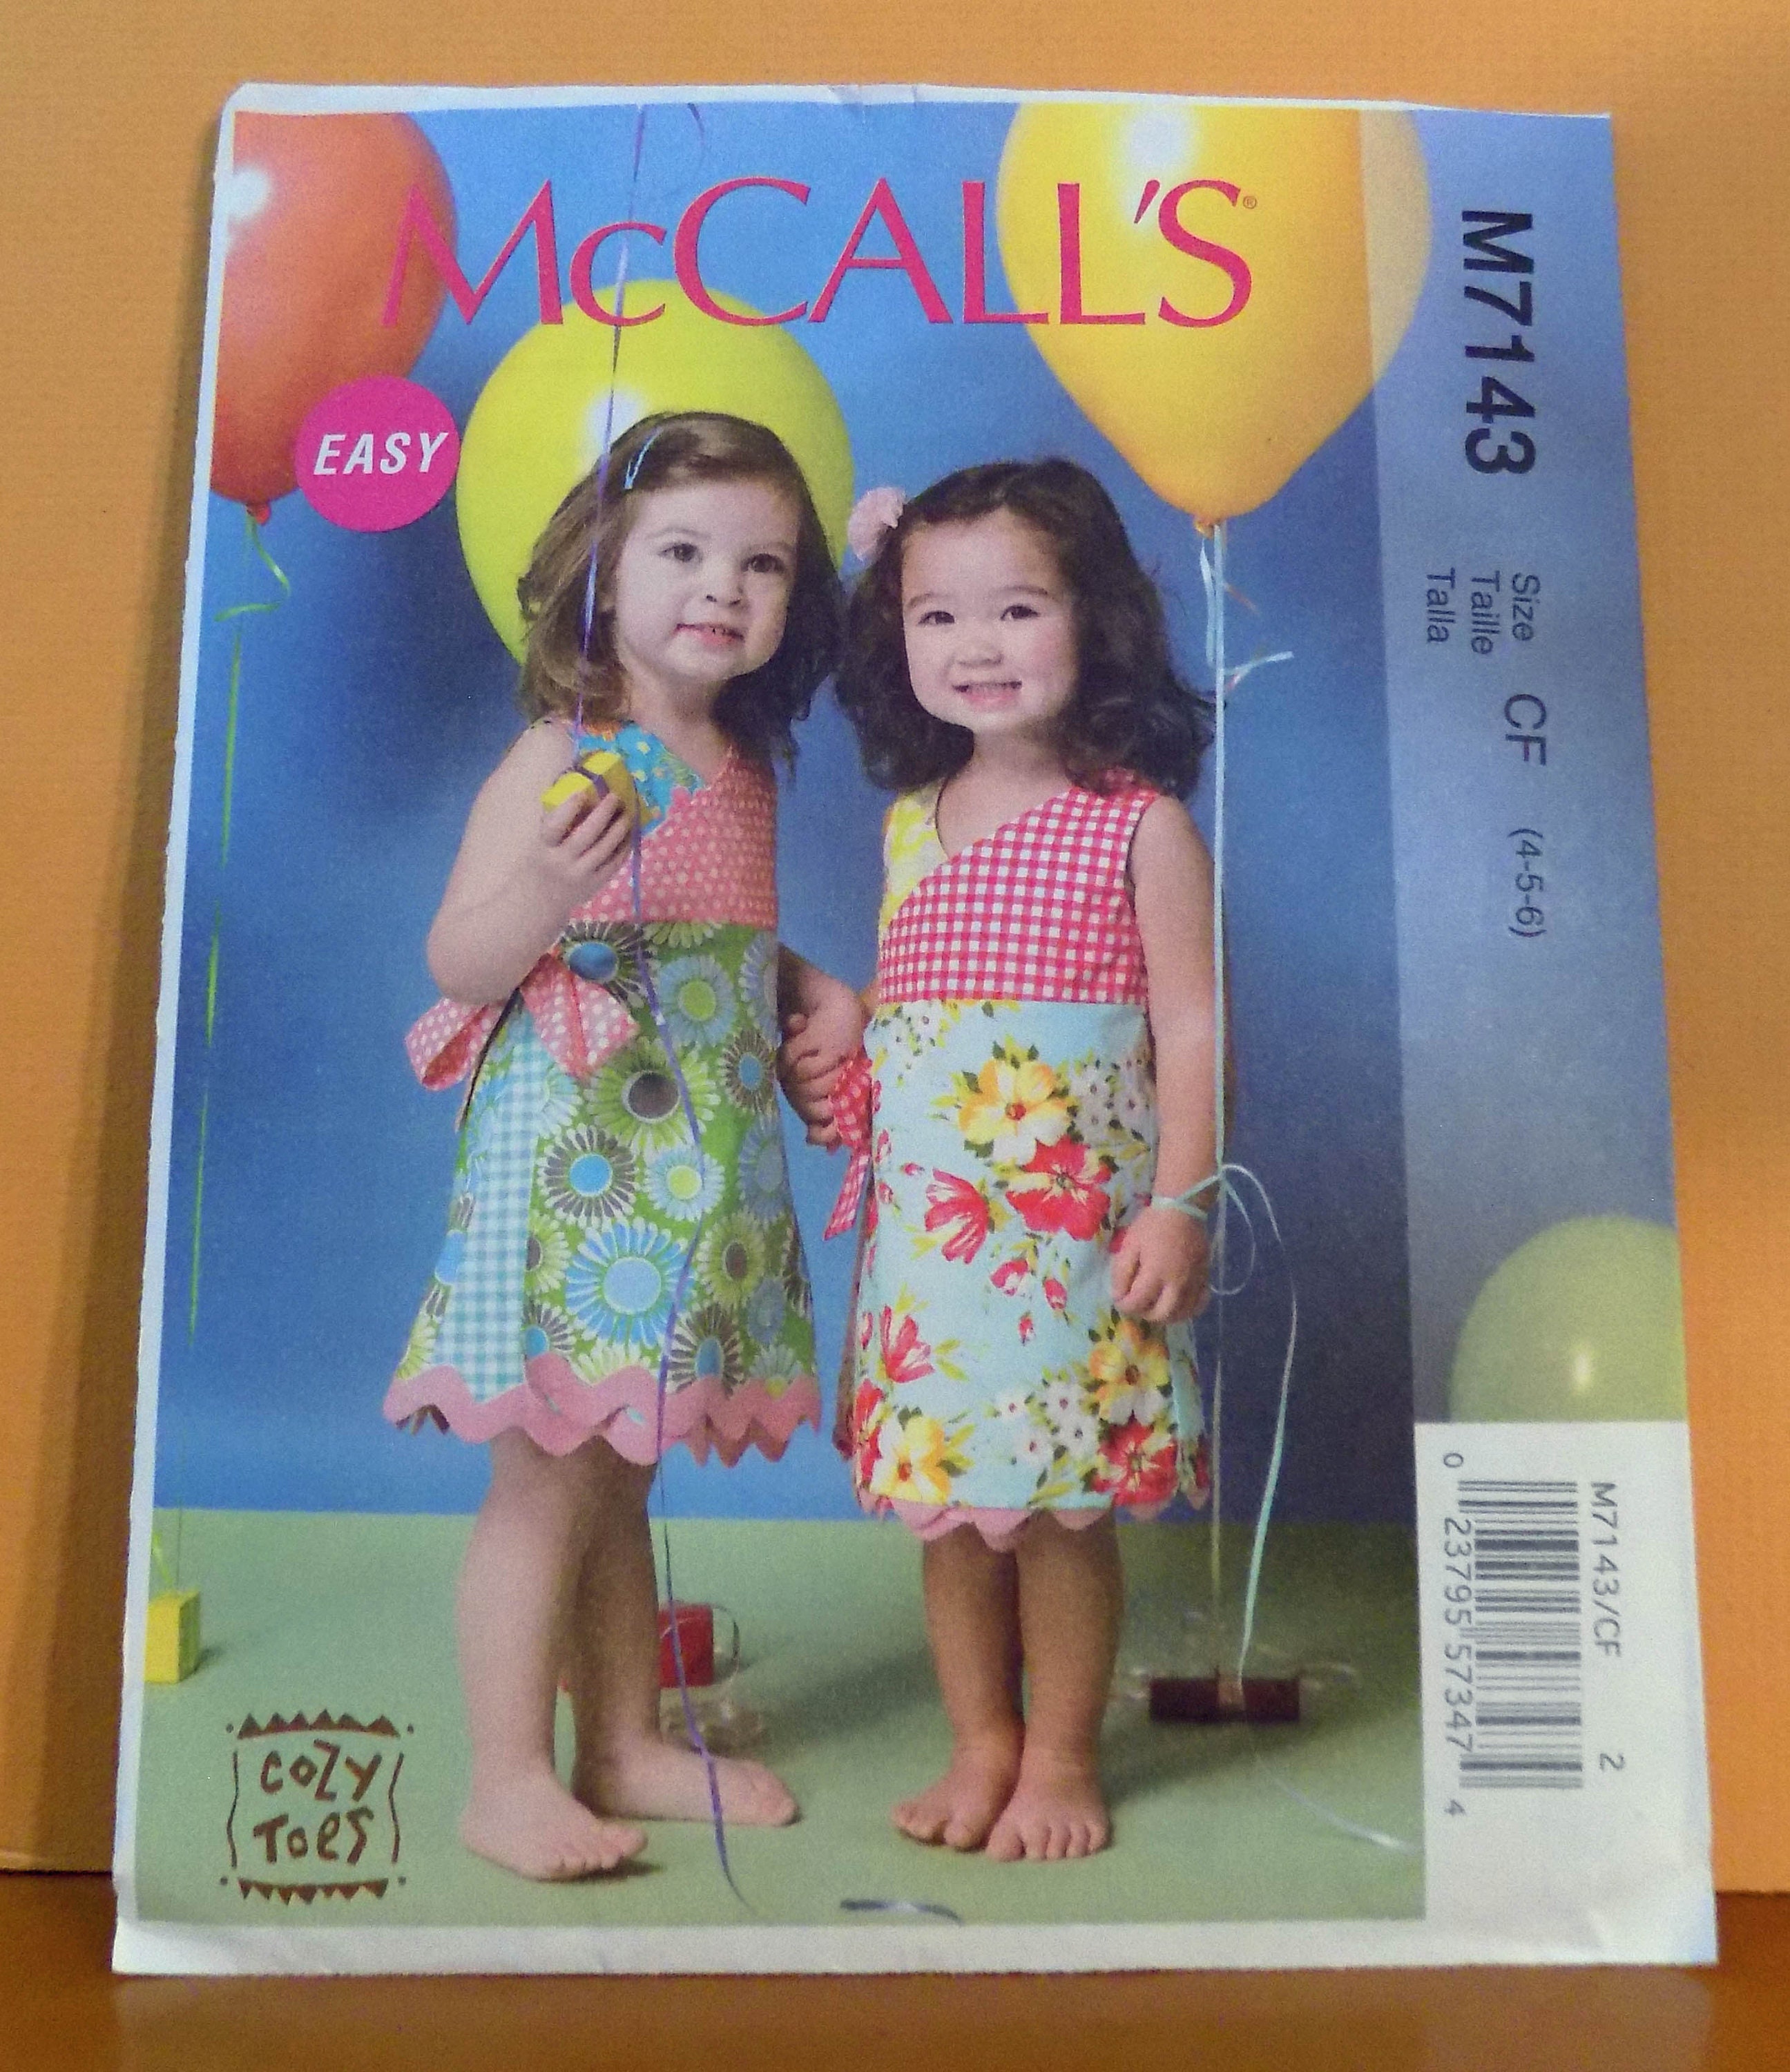 McCALL'S®
EASY
M7143
Size CF (4-5-6)
Taille
Talla
COZY
TOES
M7143/CF 2
0 23795 57347 4